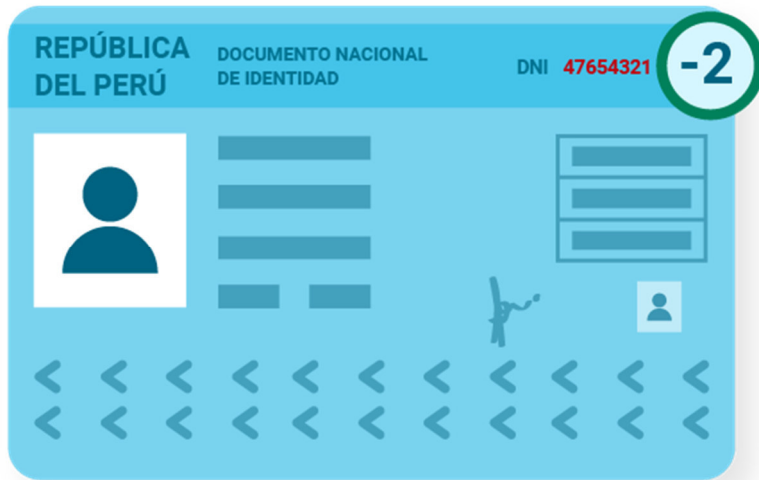 REPÚBLICA
DEL PERÚ
DOCUMENTO NACIONAL
DE IDENTIDAD
DNI 47654321 -2